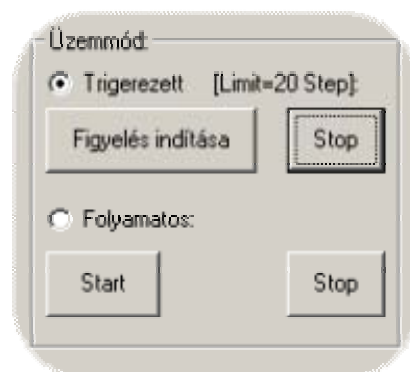 Üzemmód:
Trigerezett [Limit=20 Step]:
Figyelés indítása Stop
Folyamatos:
Start Stop